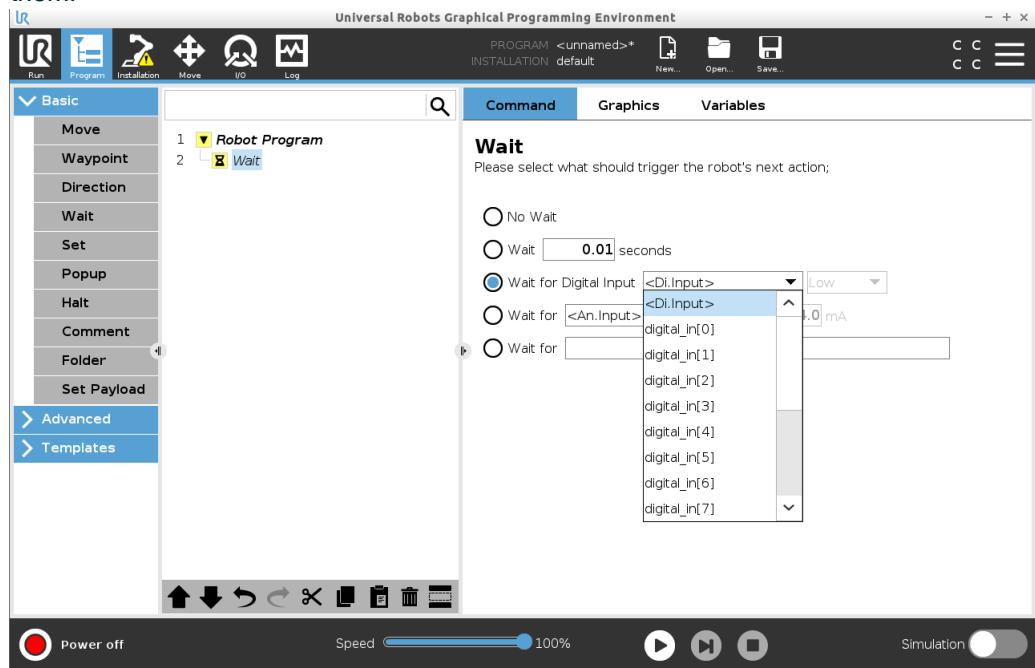 Universal Robots Graphical Programming Environment
PROGRAM <unnamed>*
INSTALLATION default
UR
Run
Program
Installation
Move
I/O
Log
New...
Open...
Save...
C C
C C
Basic
Move
Waypoint
Direction
Wait
Set
Popup
Halt
Comment
Folder
Set Payload
Advanced
Templates
1 Robot Program
2 Wait
Command Graphics Variables
Wait
Please select what should trigger the robot's next action;
No Wait
Wait 0.01 seconds
Wait for Digital Input <Di.Input> Low
<Di.Input>
digital_in[0]
digital_in[1]
digital_in[2]
digital_in[3]
digital_in[4]
digital_in[5]
digital_in[6]
digital_in[7]
Wait for <An.Input> .0 mA
Wait for
Power off
Speed 100%
Simulation